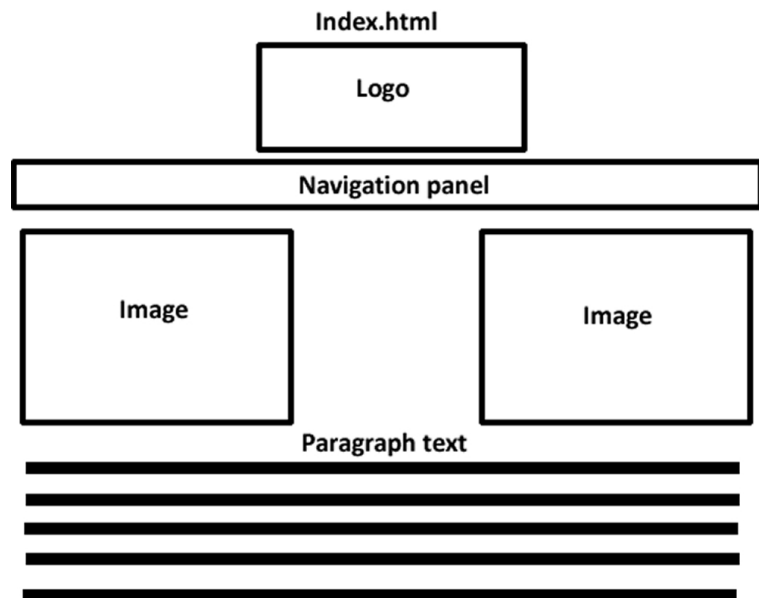 Index.html
Logo
Navigation panel
Image
Image
Paragraph text